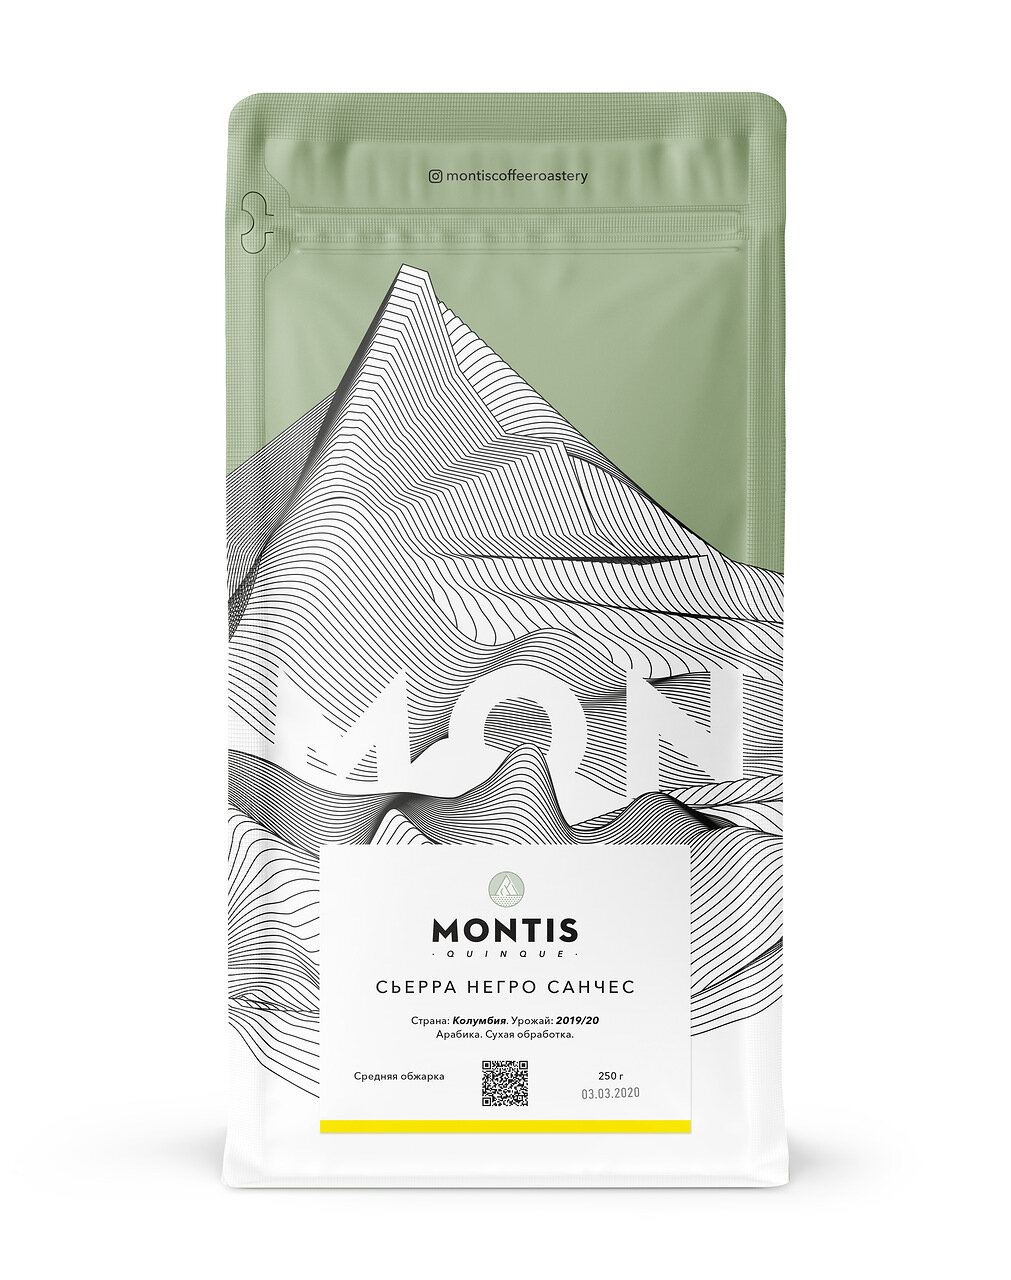 montiscoffeeroastery
MON
MONTIS
· QUINQUE ·
СЬЕРРА НЕГРО САНЧЕС
Страна: Колумбия. Урожай: 2019/20
Арабика. Сухая обработка.
Средняя обжарка
250 г
03.03.2020